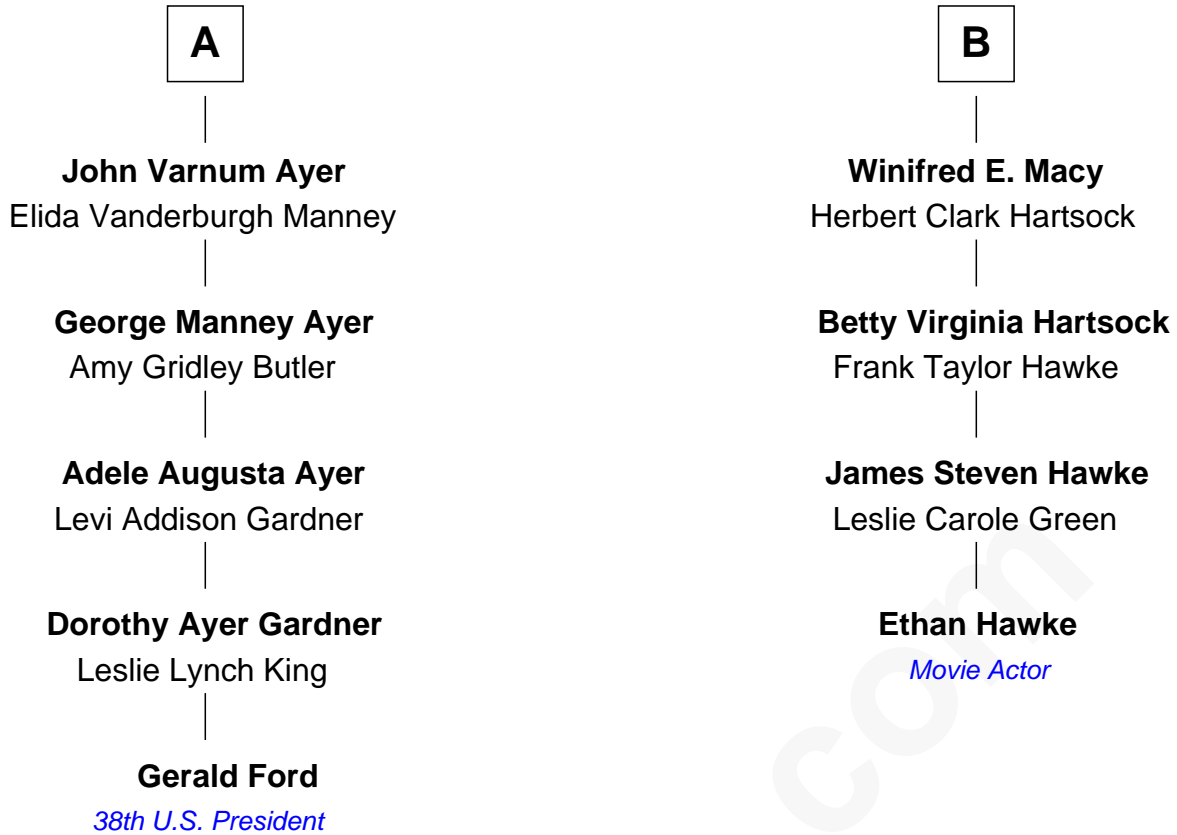 A
John Varnum Ayer
Elida Vanderburgh Manney
George Manney Ayer
Amy Gridley Butler
Adele Augusta Ayer
Levi Addison Gardner
Dorothy Ayer Gardner
Leslie Lynch King
Gerald Ford
38th U.S. President
B
Winifred E. Macy
Herbert Clark Hartsock
Betty Virginia Hartsock
Frank Taylor Hawke
James Steven Hawke
Leslie Carole Green
Ethan Hawke
Movie Actor
com